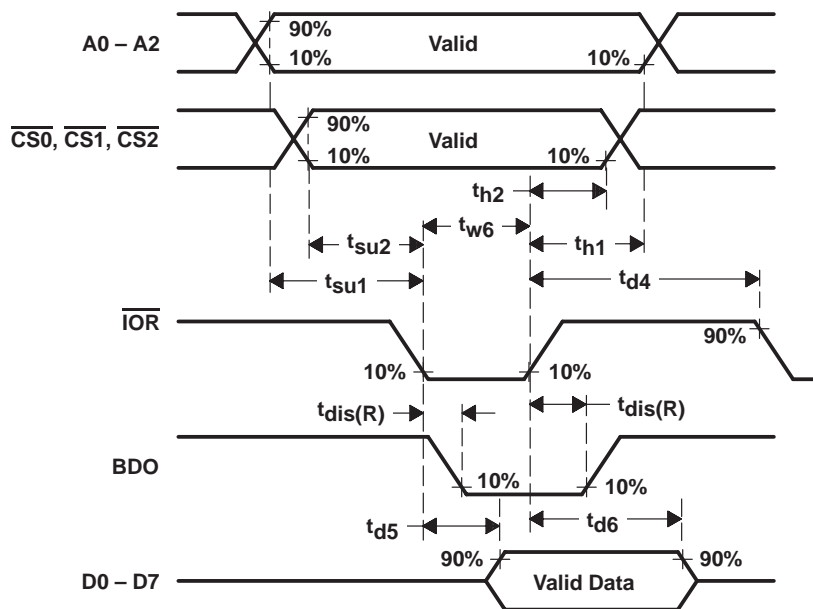 A0 – A2
90%
10%
Valid
10%
CS0, CS1, CS2
90%
10%
Valid
10%
th2
tw6
tsu2
th1
tsu1
td4
IOR
90%
10%
10%
tdis(R)
tdis(R)
BDO
10%
10%
td5
td6
90%
90%
D0 – D7
Valid Data